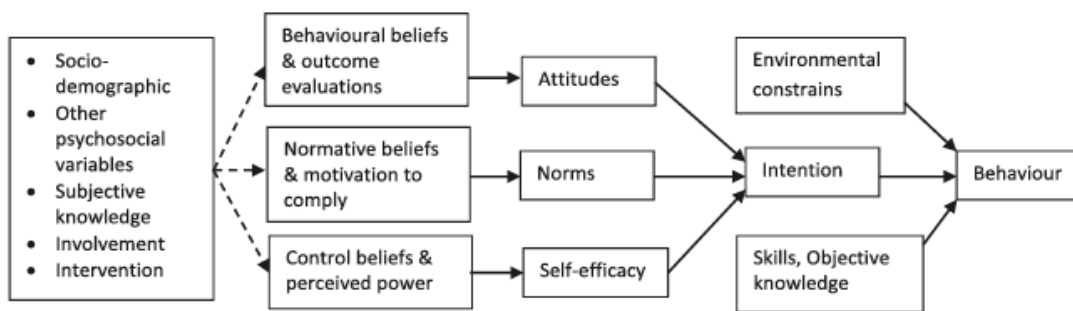 • Socio-
demographic
• Other
psychosocial
variables
• Subjective
knowledge
• Involvement
• Intervention
Behavioural beliefs
& outcome
evaluations
Normative beliefs
& motivation to
comply
Control beliefs &
perceived power
Attitudes
Norms
Self-efficacy
Intention
Environmental
constrains
Skills, Objective
knowledge
Behaviour